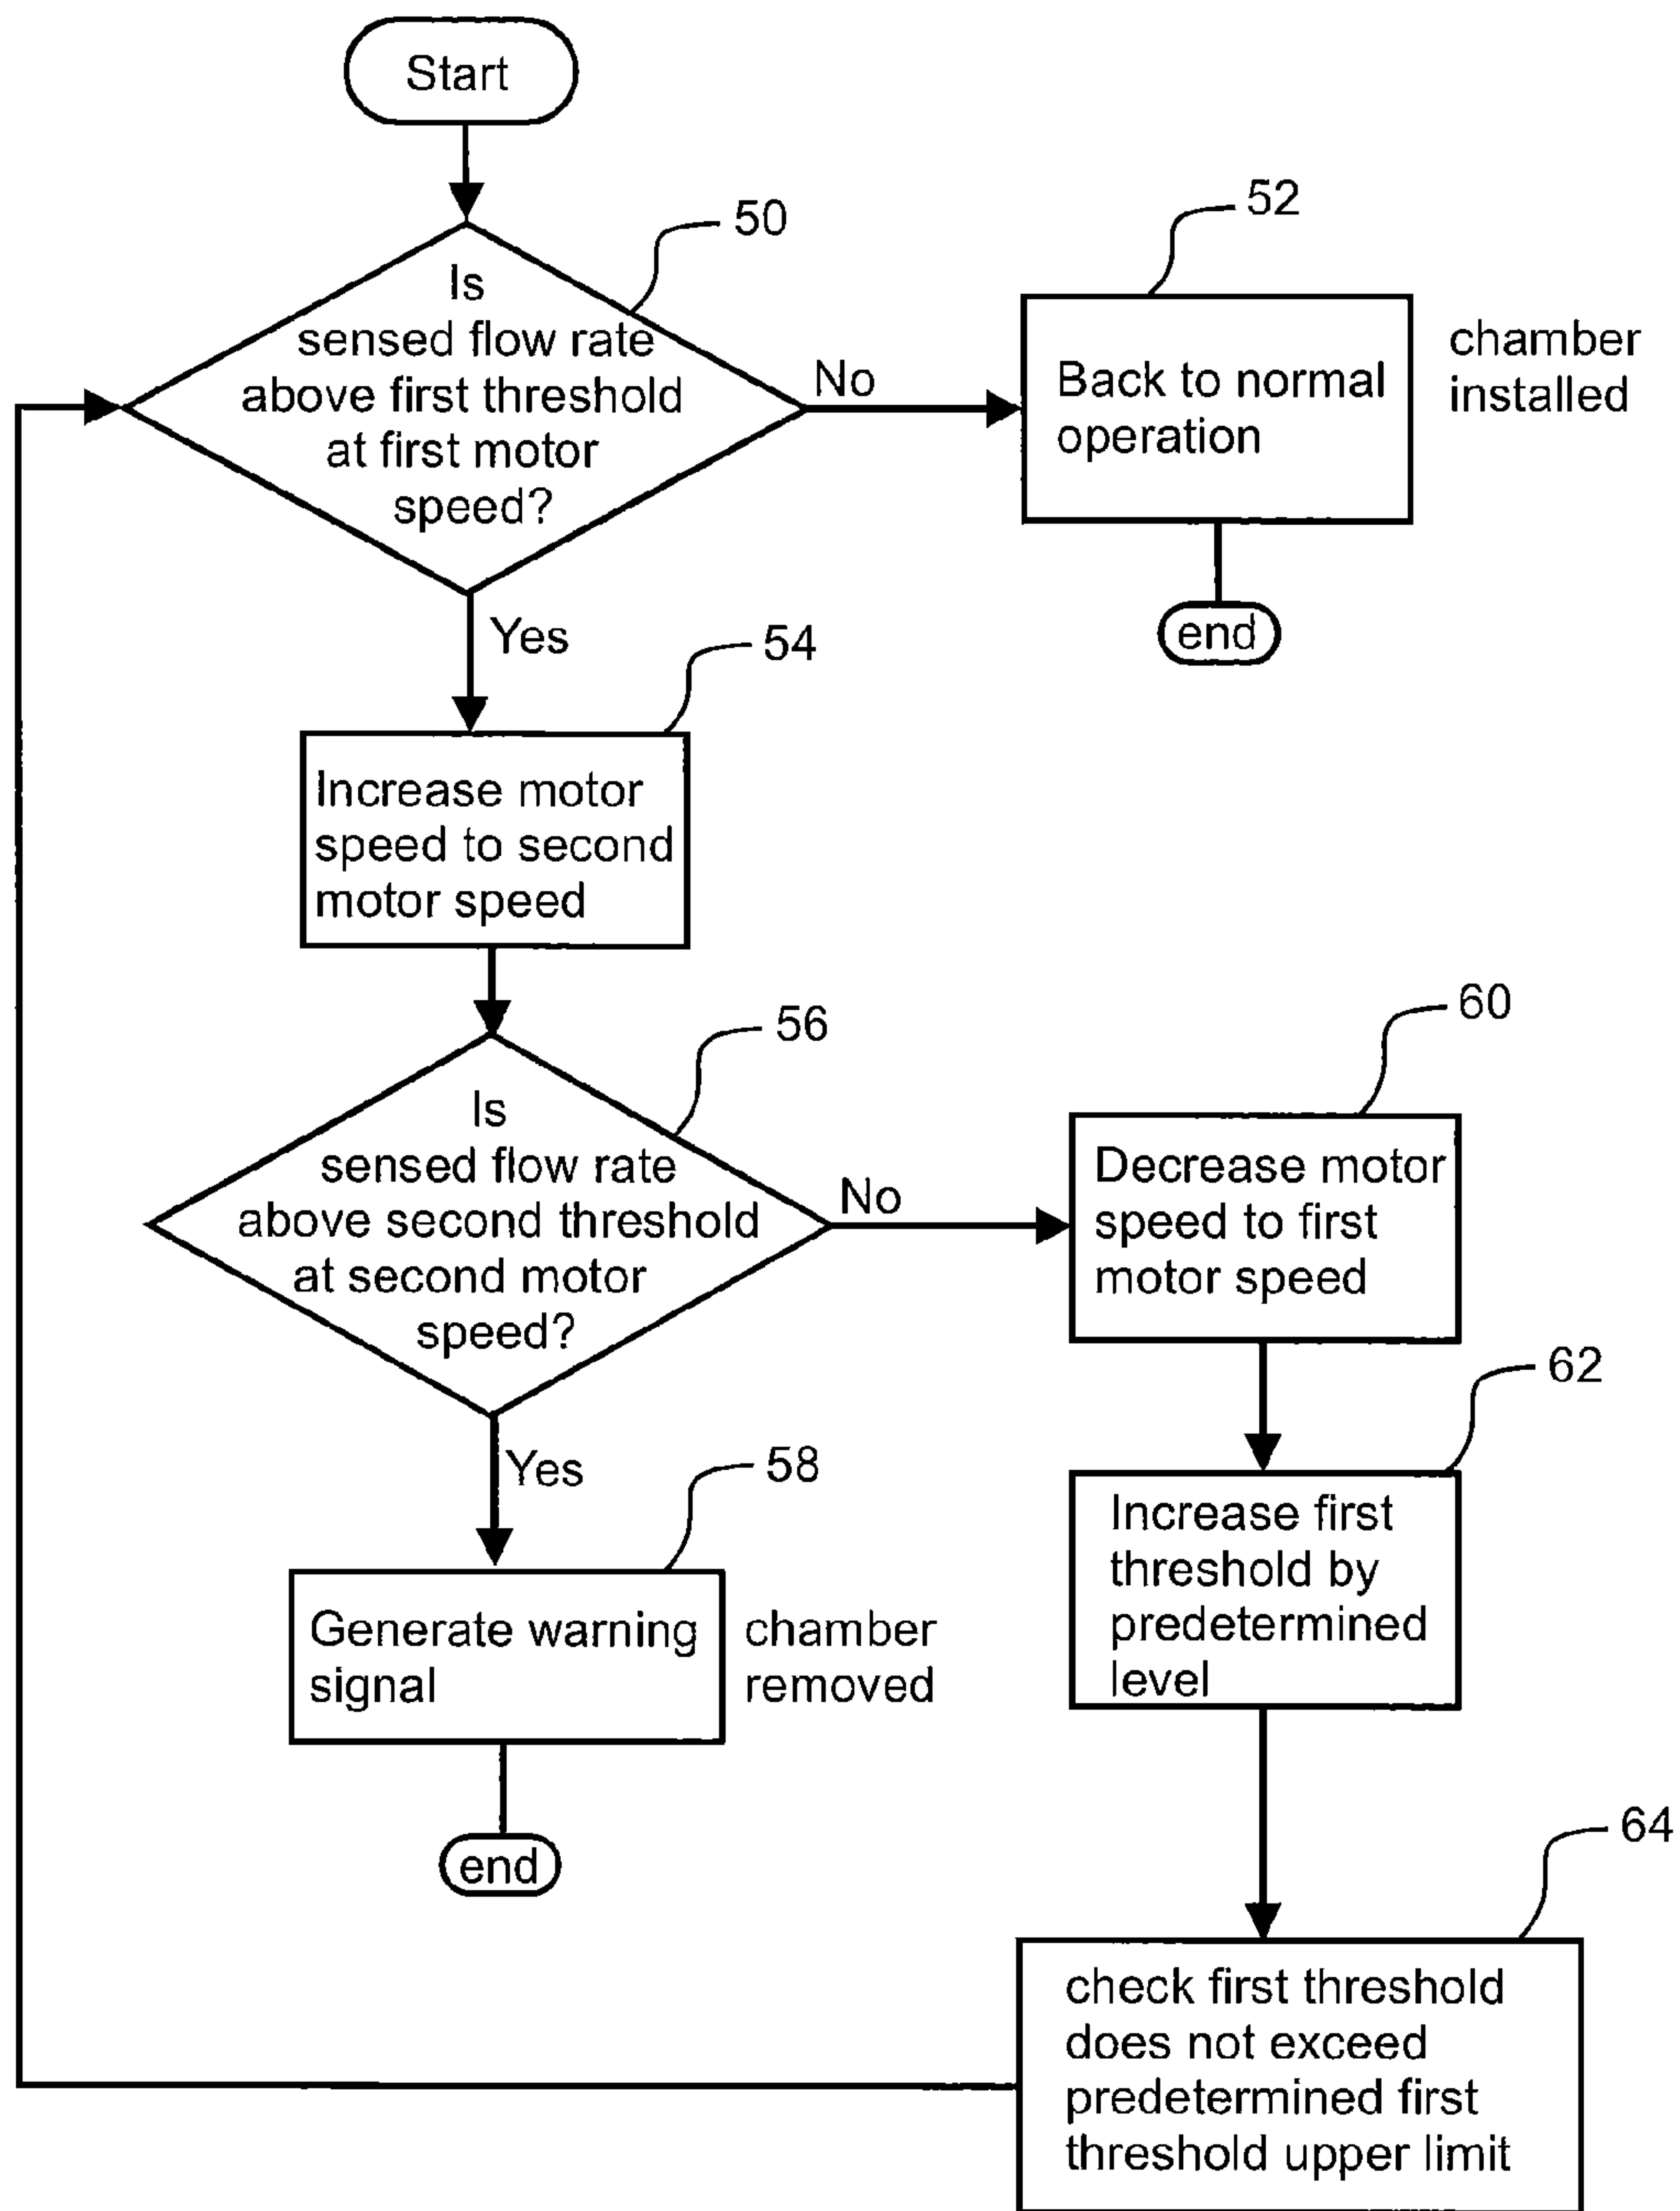 Start
50
Is
sensed flow rate
above first threshold
at first motor
speed?
No
52
Back to normal
operation
chamber
installed
end
Yes
54
Increase motor
speed to second
motor speed
56
Is
sensed flow rate
above second threshold
at second motor
speed?
No
60
Decrease motor
speed to first
motor speed
62
Increase first
threshold by
predetermined
level
Yes
58
Generate warning
signal
chamber
removed
end
64
check first threshold
does not exceed
predetermined first
threshold upper limit